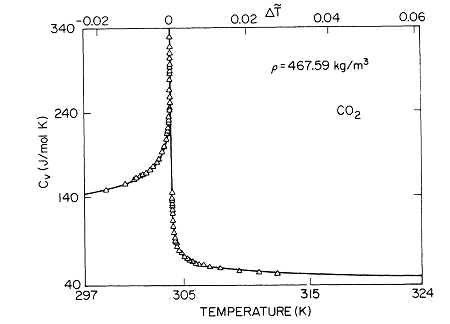 -0.02 0 0.02 ΔT̃ 0.04 0.06
340
ρ = 467.59 kg/m³
240
CO₂
Cᵥ (J/mol K)
140
40
297 305 315 324
TEMPERATURE (K)